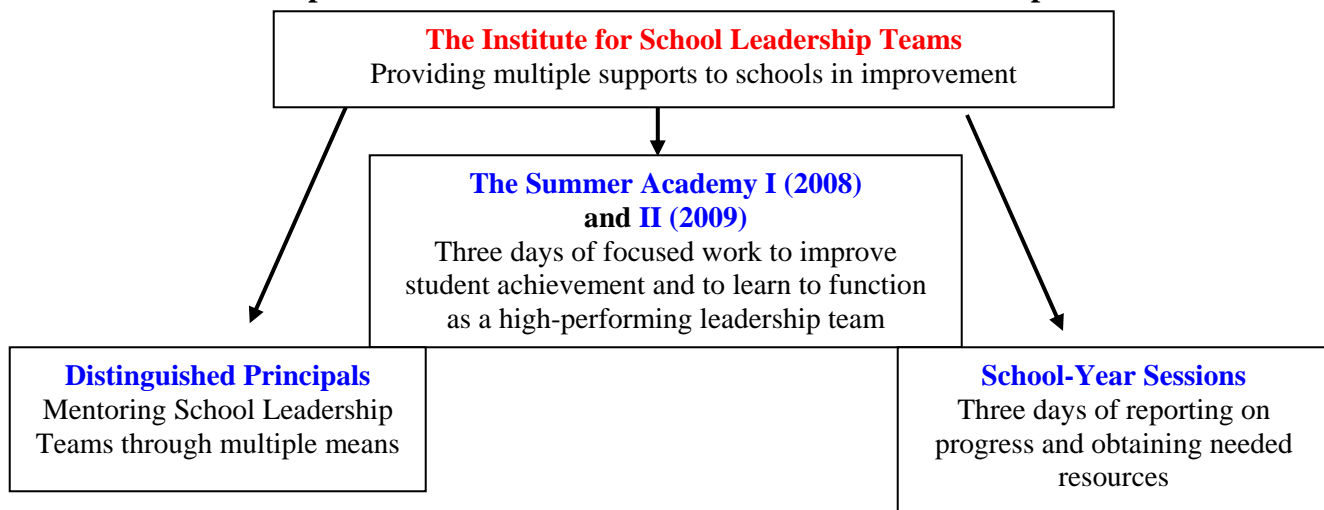 The Institute for School Leadership Teams
Providing multiple supports to schools in improvement
The Summer Academy I (2008)
and II (2009)
Three days of focused work to improve
student achievement and to learn to function
as a high-performing leadership team
Distinguished Principals
Mentoring School Leadership
Teams through multiple means
School-Year Sessions
Three days of reporting on
progress and obtaining needed
resources